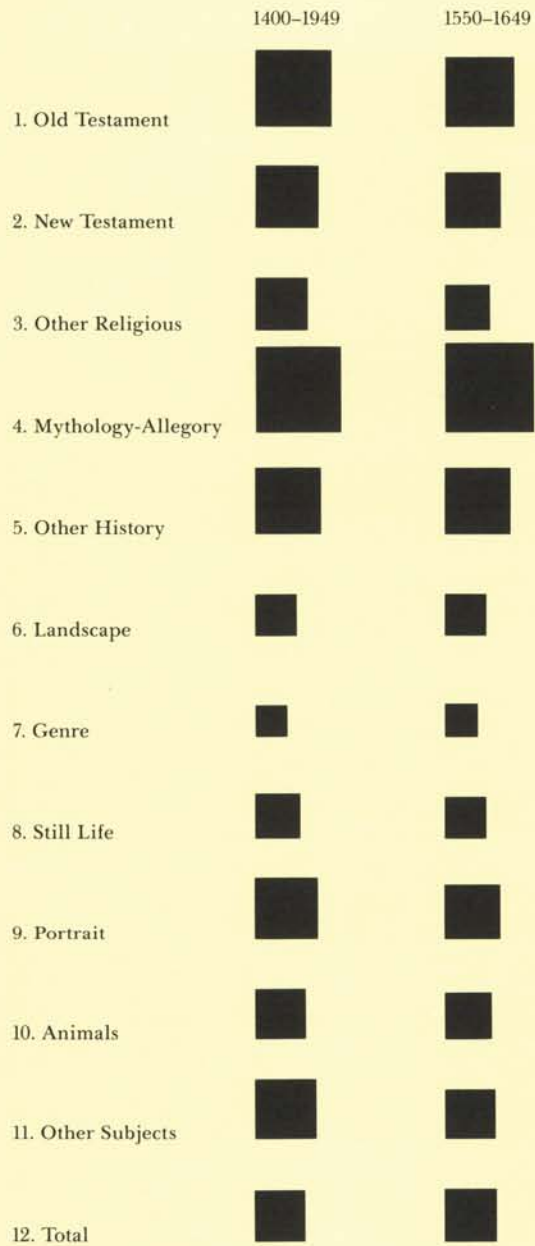 1400–1949 1550–1649
1. Old Testament
2. New Testament
3. Other Religious
4. Mythology-Allegory
5. Other History
6. Landscape
7. Genre
8. Still Life
9. Portrait
10. Animals
11. Other Subjects
12. Total